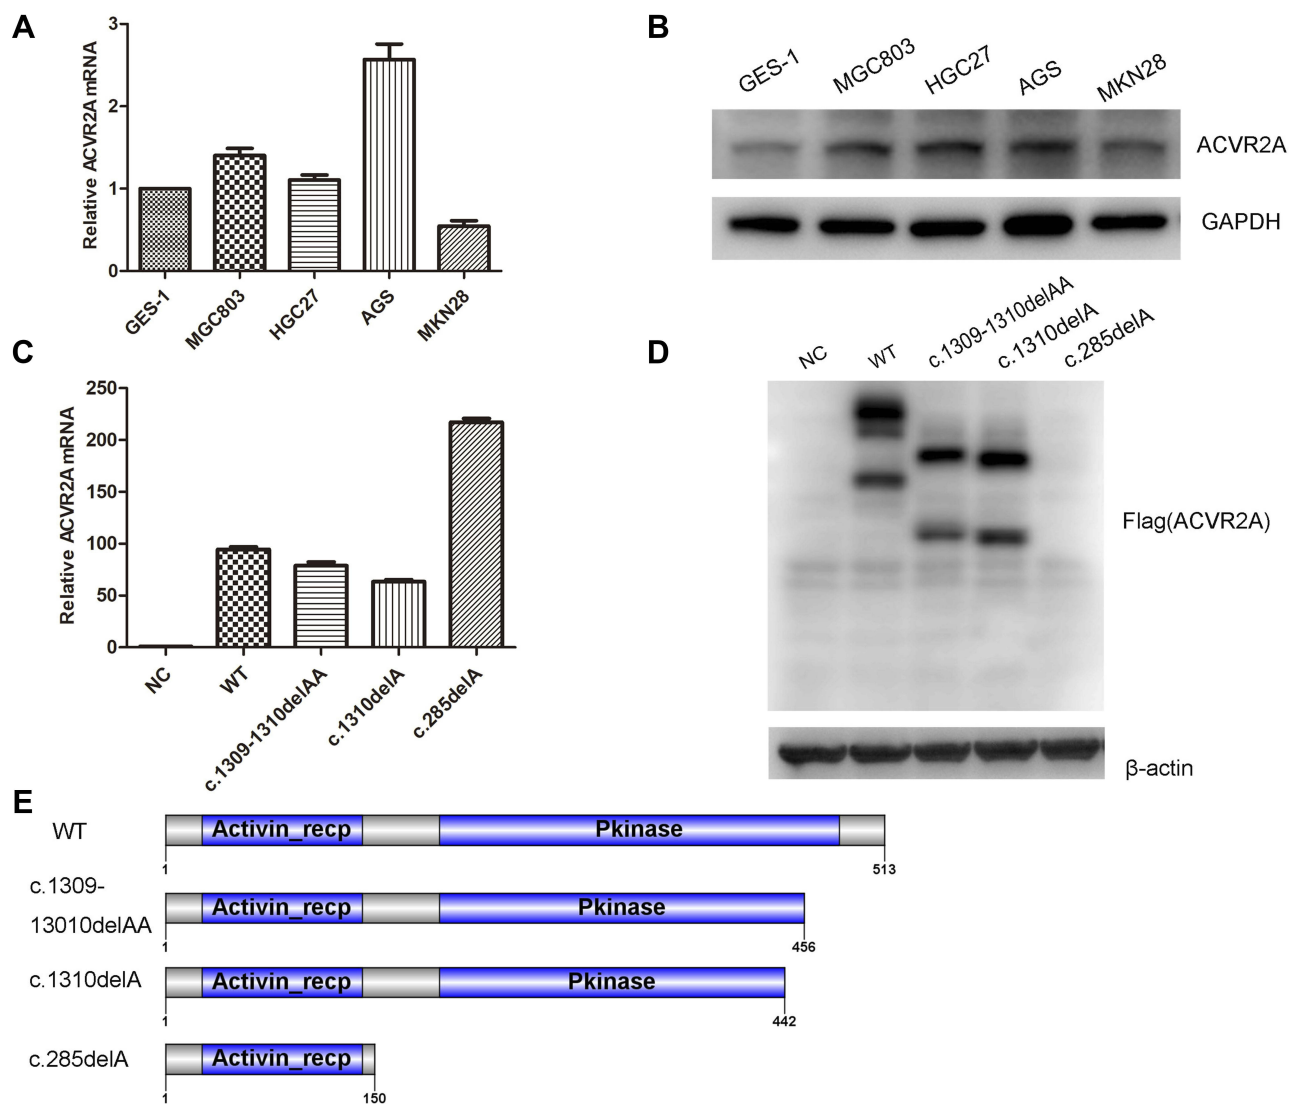 A
Relative ACVR2A mRNA
3
2
1
0
GES-1
MGC803
HGC27
AGS
MKN28
B
GES-1
MGC803
HGC27
AGS
MKN28
ACVR2A
GAPDH
C
Relative ACVR2A mRNA
250
200
150
100
50
0
NC
WT
c.1309-1310delAA
c.1310delA
c.285delA
D
NC
WT
c.1309-1310delAA
c.1310delA
c.285delA
Flag(ACVR2A)
β-actin
E
WT
Activin_recp
Pkinase
1
513
c.1309-
13010delAA
Activin_recp
Pkinase
1
456
c.1310delA
Activin_recp
Pkinase
1
442
c.285delA
Activin_recp
1
150